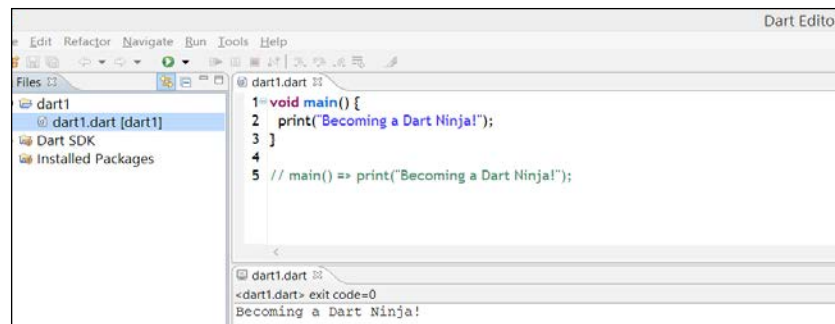 Dart Edito
e Edit Refactor Navigate Run Tools Help
Files
dart1
dart1.dart [dart1]
Dart SDK
Installed Packages
dart1.dart
1 void main() {
2 print("Becoming a Dart Ninja!");
3 ]
4
5 // main() => print("Becoming a Dart Ninja!");
dart1.dart
<dart1.dart> exit code=0
Becoming a Dart Ninja!